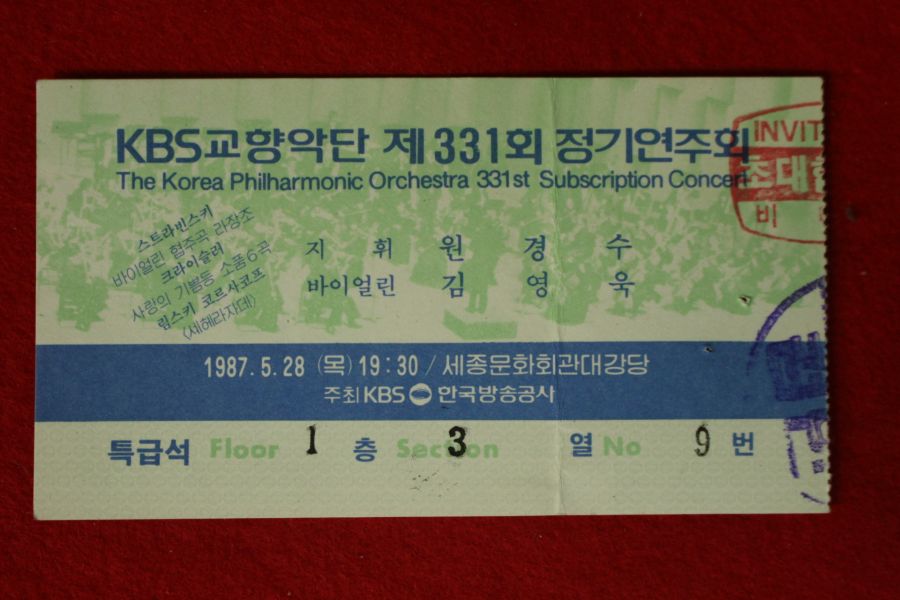 KBS교향악단 제331회 정기연주회
The Korea Philharmonic Orchestra 331st Subscription Concert
INVIT
초대
비
스트라빈스키
바이얼린 협주곡 라장조
크라이슬러
사랑의 기쁨등 소품6곡
림스키 코르사코프
〈세헤라자데〉
지 휘 원 경 수
바이얼린 김 영 욱
1987. 5. 28 (목) 19:30 / 세종문화회관대강당
주최 KBS 한국방송공사
특급석 Floor 1 층 Section 3 열 No 9 번